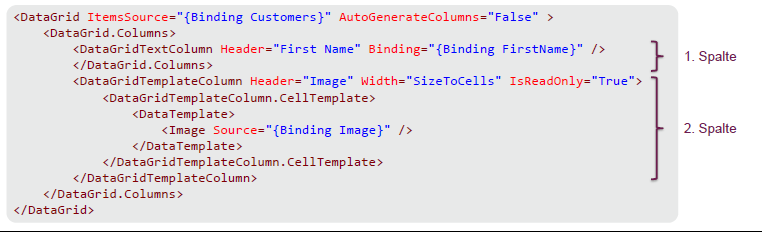 <DataGrid ItemsSource="{Binding Customers}" AutoGenerateColumns="False" >
<DataGrid.Columns>
<DataGridTextColumn Header="First Name" Binding="{Binding FirstName}" />
</DataGrid.Columns>
1. Spalte
<DataGridTemplateColumn Header="Image" Width="SizeToCells" IsReadOnly="True">
<DataGridTemplateColumn.CellTemplate>
<DataTemplate>
<Image Source="{Binding Image}" />
2. Spalte
</DataTemplate>
</DataGridTemplateColumn.CellTemplate>
</DataGridTemplateColumn>
</DataGrid.Columns>
</DataGrid>